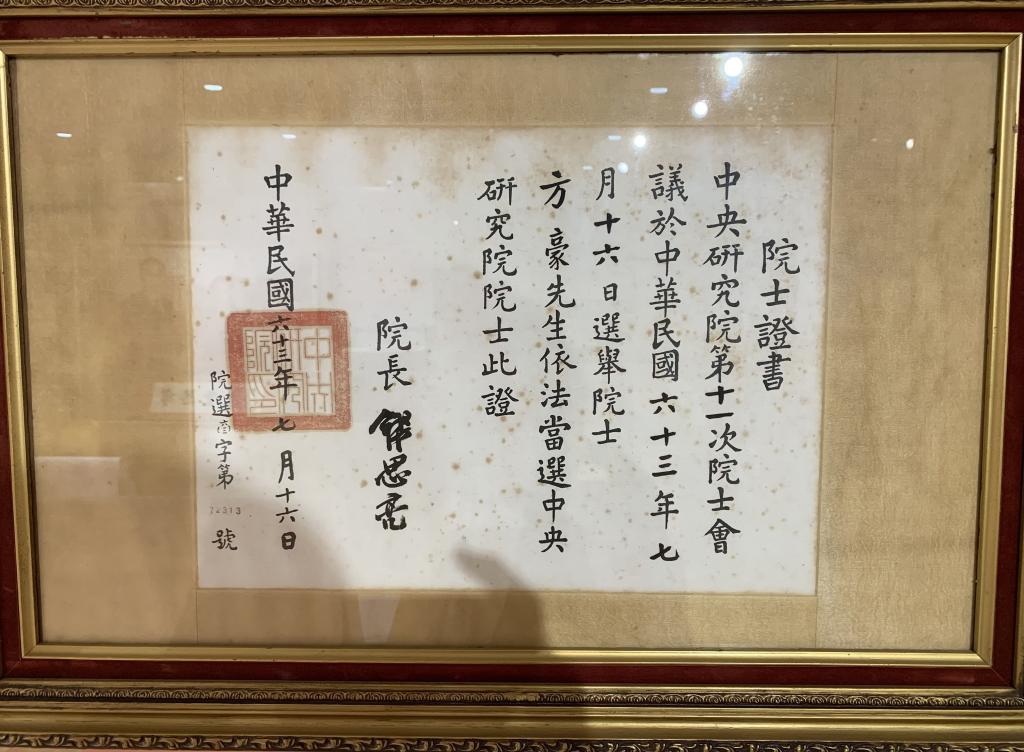 院士證書
中央研究院第十一次院士會
議於中華民國六十三年七
月十六日選舉院士
方 豪先生依法當選中央
研究院院士此證
院長 錢思亮
中華民國六十三年七月十六日
院選字第
號